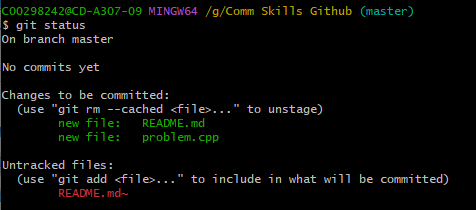 C00298242@CD-A307-09 MINGW64 /g/Comm Skills Github (master)
$ git status
On branch master
No commits yet
Changes to be committed:
(use "git rm --cached <file>..." to unstage)
new file: README.md
new file: problem.cpp
Untracked files:
(use "git add <file>..." to include in what will be committed)
README.md~